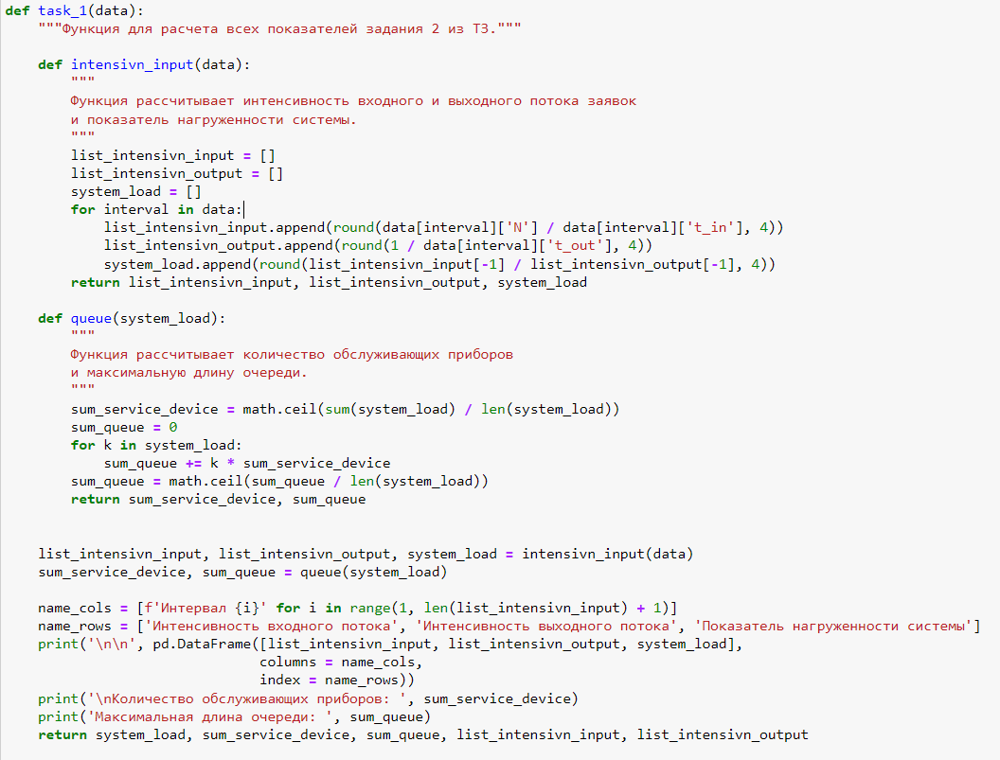 def task_1(data):
    """Функция для расчета всех показателей задания 2 из ТЗ."""

    def intensivn_input(data):
        """
        Функция рассчитывает интенсивность входного и выходного потока заявок
        и показатель нагруженности системы.
        """
        list_intensivn_input = []
        list_intensivn_output = []
        system_load = []
        for interval in data:
            list_intensivn_input.append(round(data[interval]['N'] / data[interval]['t_in'], 4))
            list_intensivn_output.append(round(1 / data[interval]['t_out'], 4))
            system_load.append(round(list_intensivn_input[-1] / list_intensivn_output[-1], 4))
        return list_intensivn_input, list_intensivn_output, system_load

    def queue(system_load):
        """
        Функция рассчитывает количество обслуживающих приборов
        и максимальную длину очереди.
        """
        sum_service_device = math.ceil(sum(system_load) / len(system_load))
        sum_queue = 0
        for k in system_load:
            sum_queue += k * sum_service_device
        sum_queue = math.ceil(sum_queue / len(system_load))
        return sum_service_device, sum_queue


    list_intensivn_input, list_intensivn_output, system_load = intensivn_input(data)
    sum_service_device, sum_queue = queue(system_load)

    name_cols = [f'Интервал {i}' for i in range(1, len(list_intensivn_input) + 1)]
    name_rows = ['Интенсивность входного потока', 'Интенсивность выходного потока', 'Показатель нагруженности системы']
    print('\n\n', pd.DataFrame([list_intensivn_input, list_intensivn_output, system_load],
                               columns = name_cols,
                               index = name_rows))
    print('\nКоличество обслуживающих приборов: ', sum_service_device)
    print('Максимальная длина очереди: ', sum_queue)
    return system_load, sum_service_device, sum_queue, list_intensivn_input, list_intensivn_output